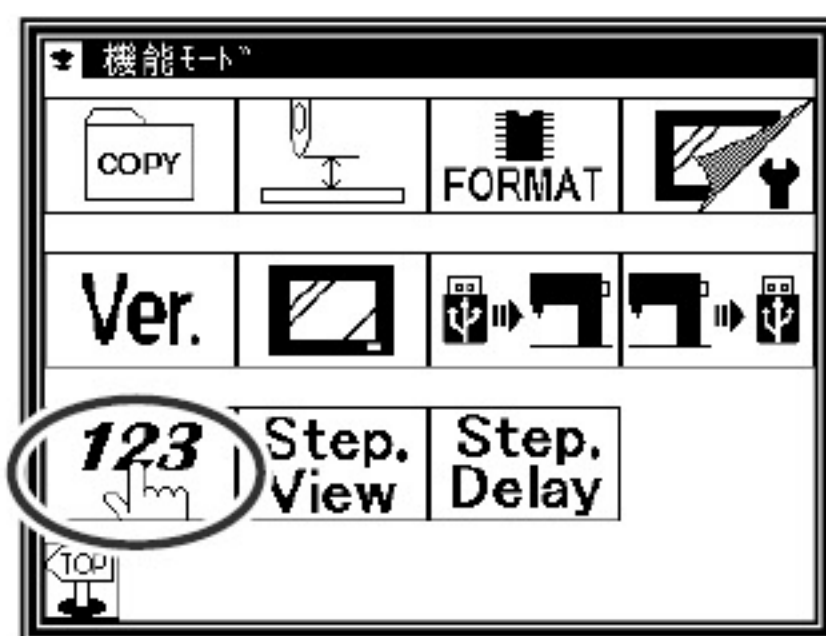 機能ﾓｰﾄﾞ
COPY
FORMAT
Ver.
123
Step.
View
Step.
Delay
TOP